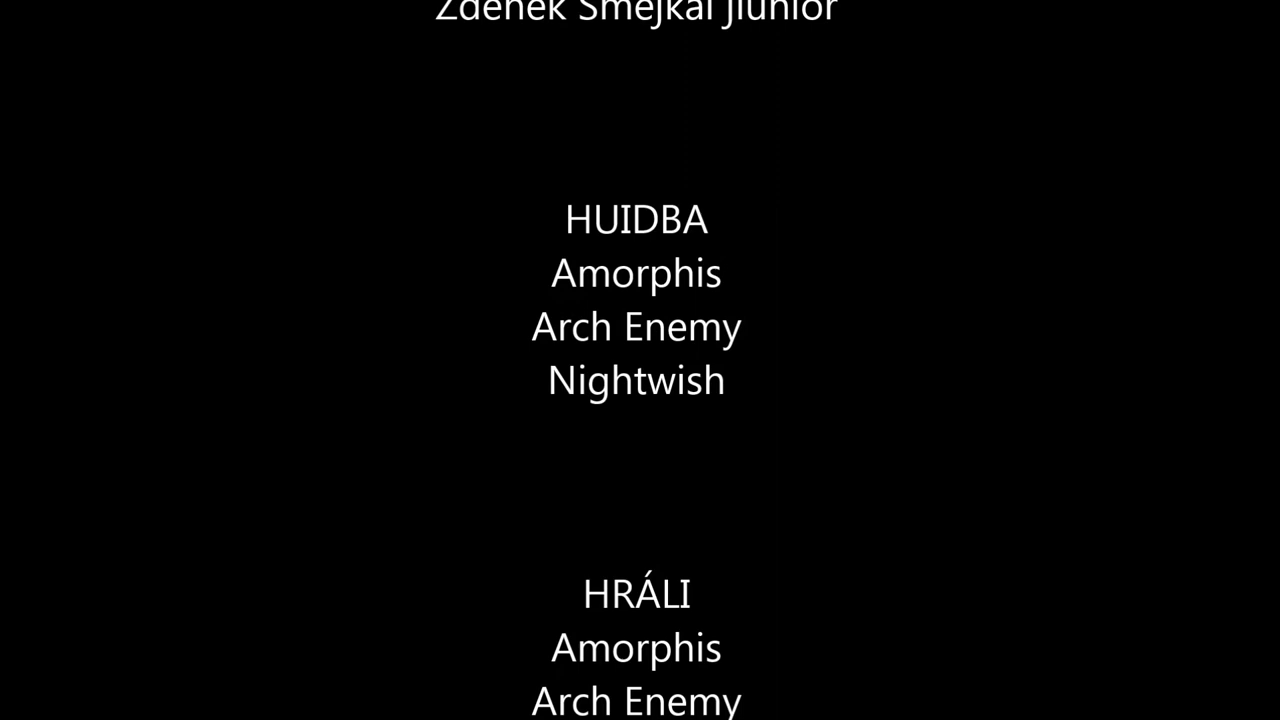 Zdenek Smejkal Jiunior
HUIDBA
Amorphis
Arch Enemy
Nightwish
HRÁLI
Amorphis
Arch Enemy